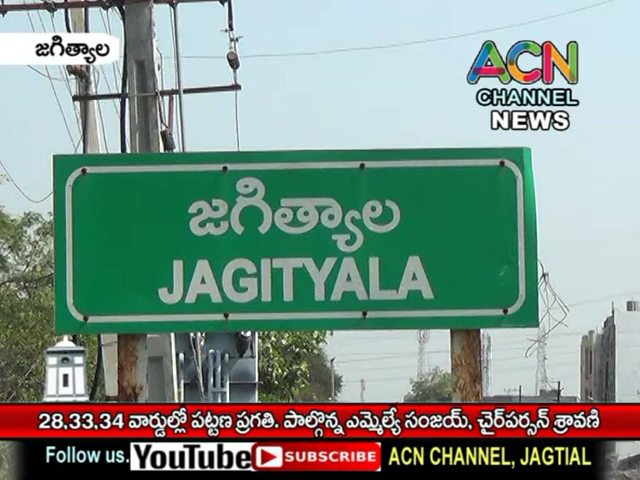 జగిత్యాల
ACN
CHANNEL
NEWS
జగిత్యాల
JAGITYALA
28,33,34 వార్డుల్లో పట్టణ ప్రగతి. పాల్గొన్న ఎమ్మెల్యే సంజయ్, చైర్‌పర్సన్ శ్రావణి
Follow us. YouTube SUBSCRIBE ACN CHANNEL, JAGTIAL